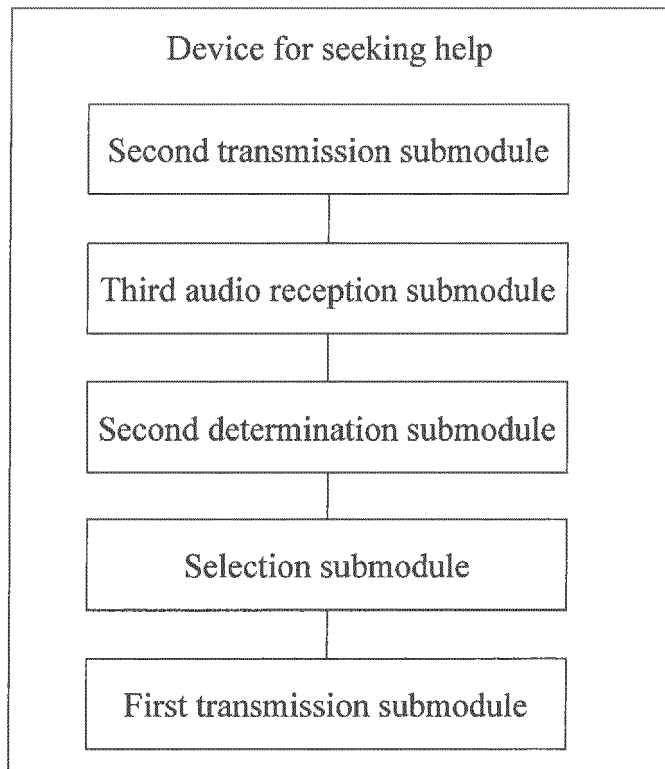 Device for seeking help
Second transmission submodule
Third audio reception submodule
Second determination submodule
Selection submodule
First transmission submodule